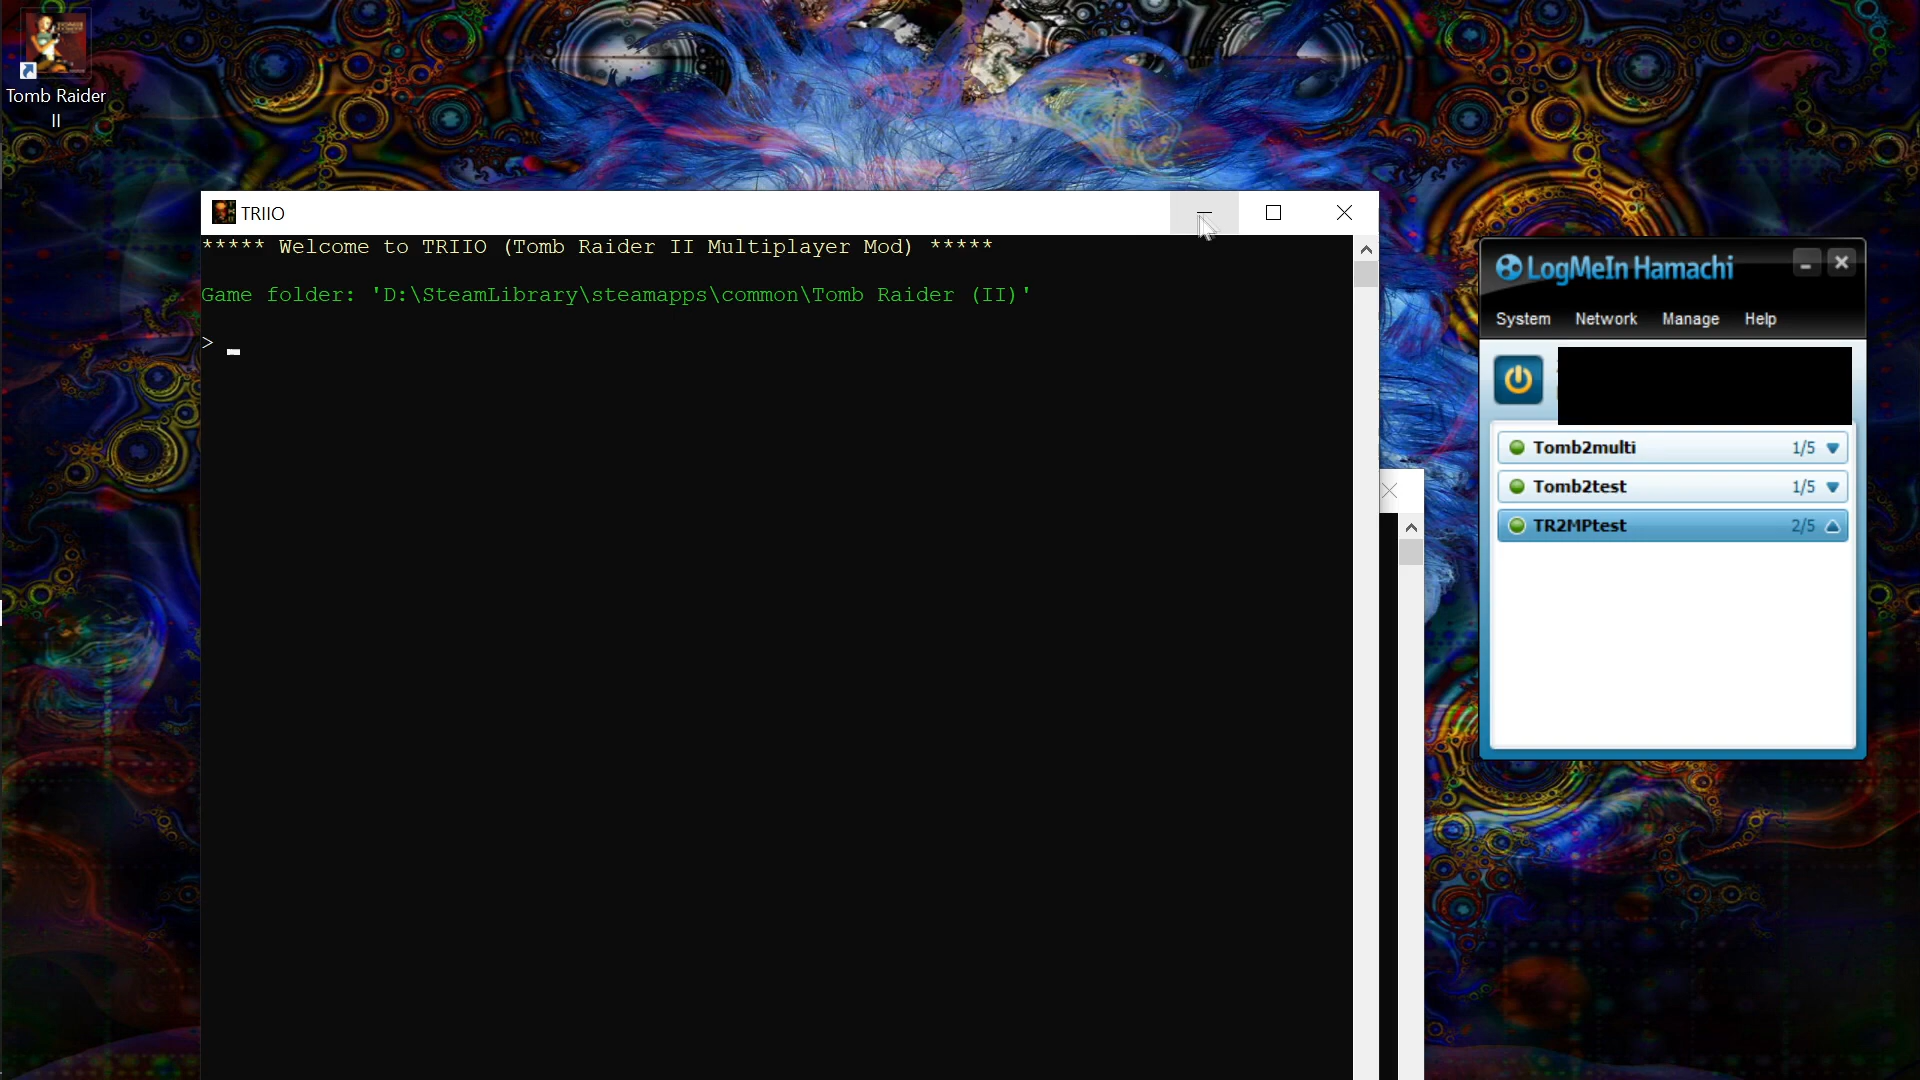 Tomb Raider
II
TRIIO
***** Welcome to TRIIO (Tomb Raider II Multiplayer Mod) *****
Game folder: 'D:\SteamLibrary\steamapps\common\Tomb Raider (II)'
>
LogMeIn Hamachi
System Network Manage Help
Tomb2multi 1/5
Tomb2test 1/5
TR2MPtest 2/5